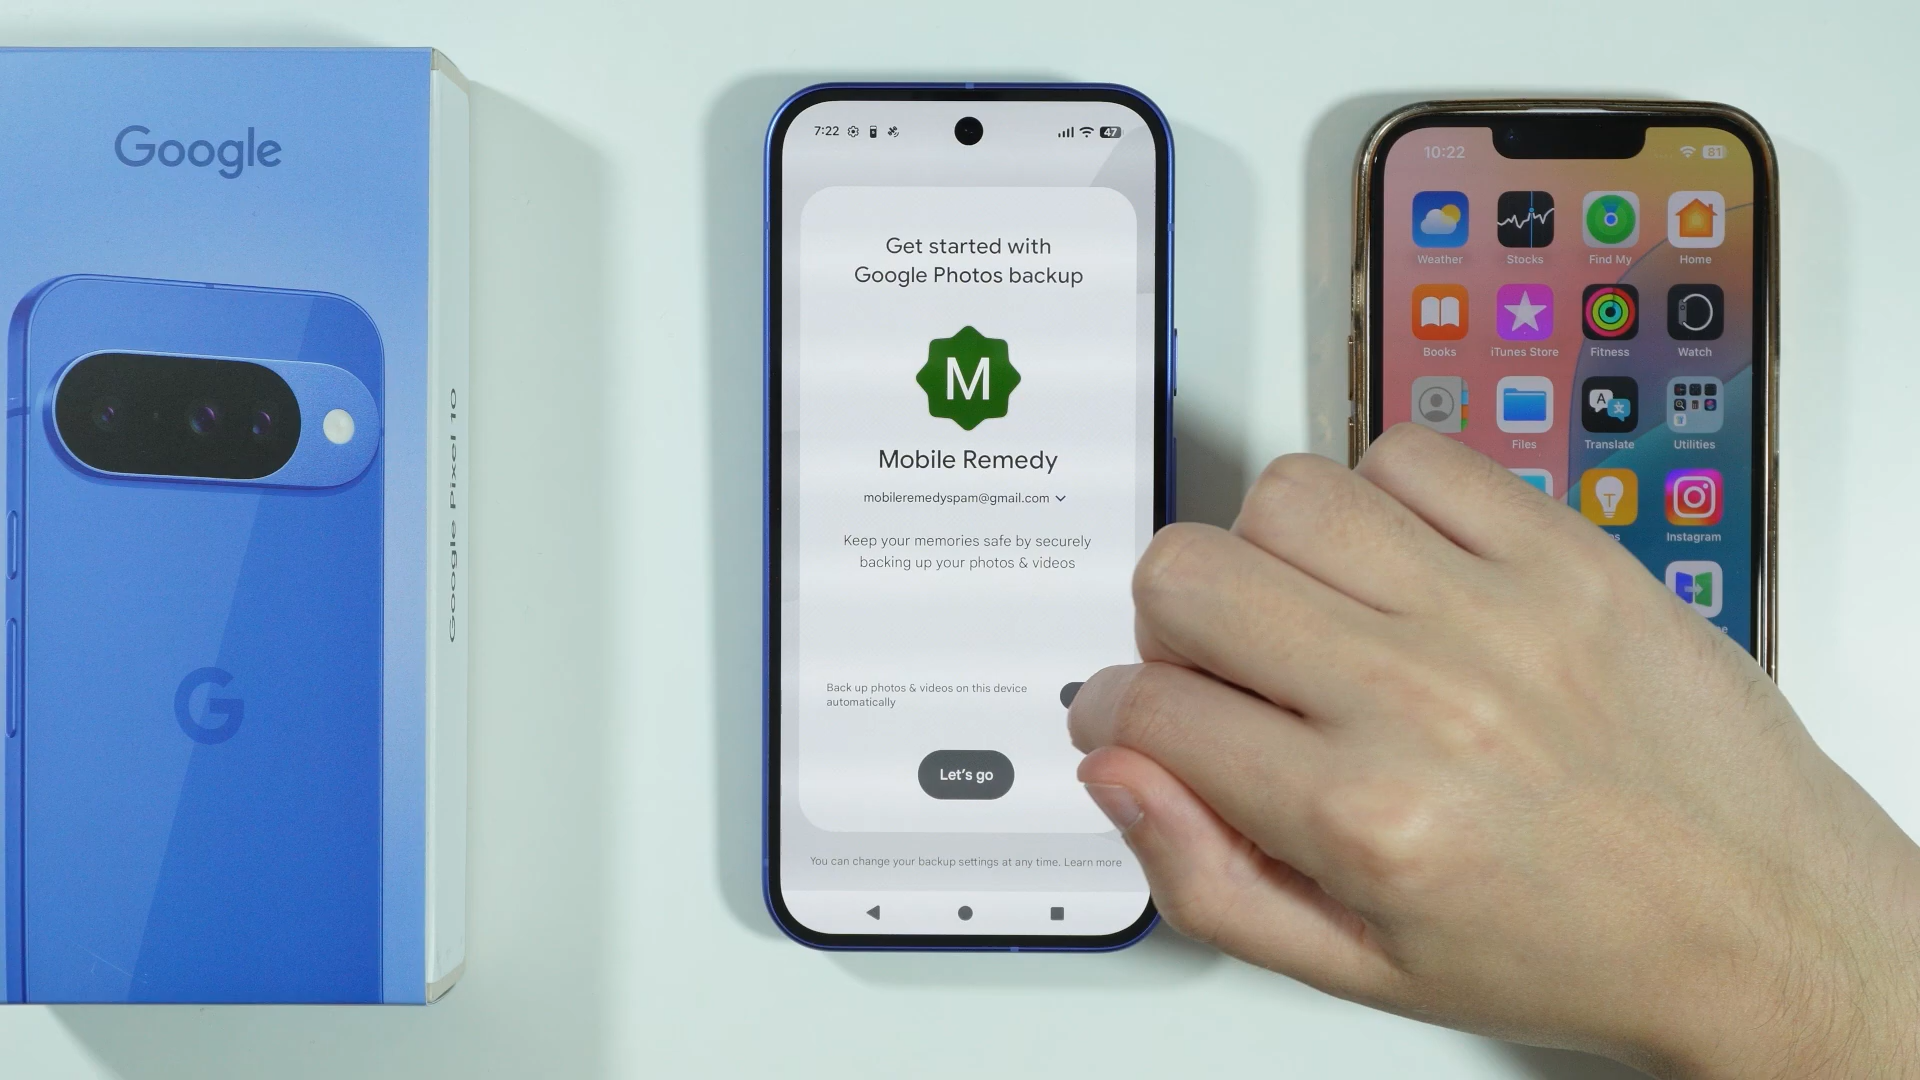 Google
G
Google Pixel 10
7:22
47
Get started with
Google Photos backup
M
Mobile Remedy
mobileremedyspam@gmail.com
Keep your memories safe by securely
backing up your photos & videos
Back up photos & videos on this device
automatically
Let's go
You can change your backup settings at any time. Learn more
10:22
81
Weather
Stocks
Find My
Home
Books
iTunes Store
Fitness
Watch
Files
Translate
Utilities
Instagram